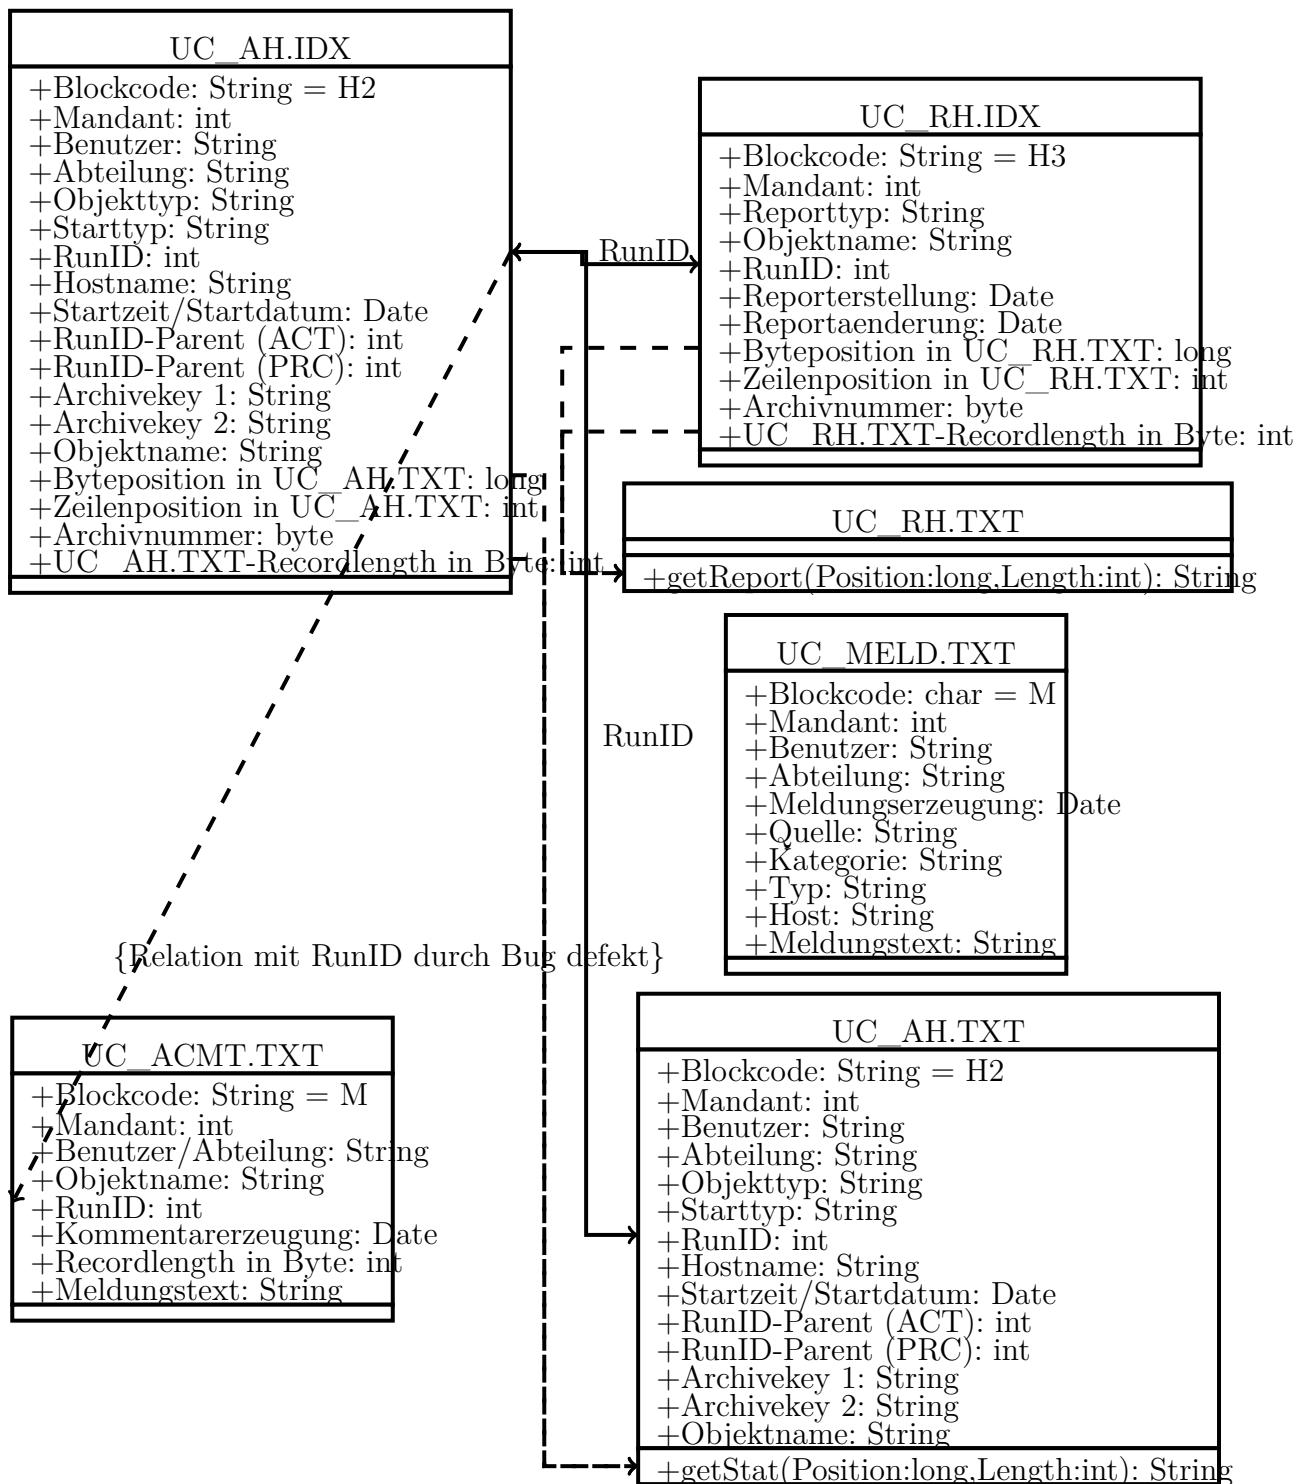 UC_AH.IDX
+Blockcode: String = H2
+Mandant: int
+Benutzer: String
+Abteilung: String
+Objekttyp: String
+Starttyp: String
+RunID: int
+Hostname: String
+Startzeit/Startdatum: Date
+RunID-Parent (ACT): int
+RunID-Parent (PRC): int
+Archivekey 1: String
+Archivekey 2: String
+Objektname: String
+Byteposition in UC_AH.TXT: long
+Zeilenposition in UC_AH.TXT: int
+Archivnummer: byte
+UC_AH.TXT-Recordlength in Byte: int
RunID
UC_RH.IDX
+Blockcode: String = H3
+Mandant: int
+Reporttyp: String
+Objektname: String
+RunID: int
+Reporterstellung: Date
+Reportaenderung: Date
+Byteposition in UC_RH.TXT: long
+Zeilenposition in UC_RH.TXT: int
+Archivnummer: byte
+UC_RH.TXT-Recordlength in Byte: int
UC_RH.TXT
+getReport(Position:long,Length:int): String
UC_MELD.TXT
+Blockcode: char = M
+Mandant: int
+Benutzer: String
+Abteilung: String
+Meldungserzeugung: Date
+Quelle: String
+Kategorie: String
+Typ: String
+Host: String
+Meldungstext: String
RunID
{Relation mit RunID durch Bug defekt}
UC_ACMT.TXT
+Blockcode: String = M
+Mandant: int
+Benutzer/Abteilung: String
+Objektname: String
+RunID: int
+Kommentarerzeugung: Date
+Recordlength in Byte: int
+Meldungstext: String
UC_AH.TXT
+Blockcode: String = H2
+Mandant: int
+Benutzer: String
+Abteilung: String
+Objekttyp: String
+Starttyp: String
+RunID: int
+Hostname: String
+Startzeit/Startdatum: Date
+RunID-Parent (ACT): int
+RunID-Parent (PRC): int
+Archivekey 1: String
+Archivekey 2: String
+Objektname: String
+getStat(Position:long,Length:int): String